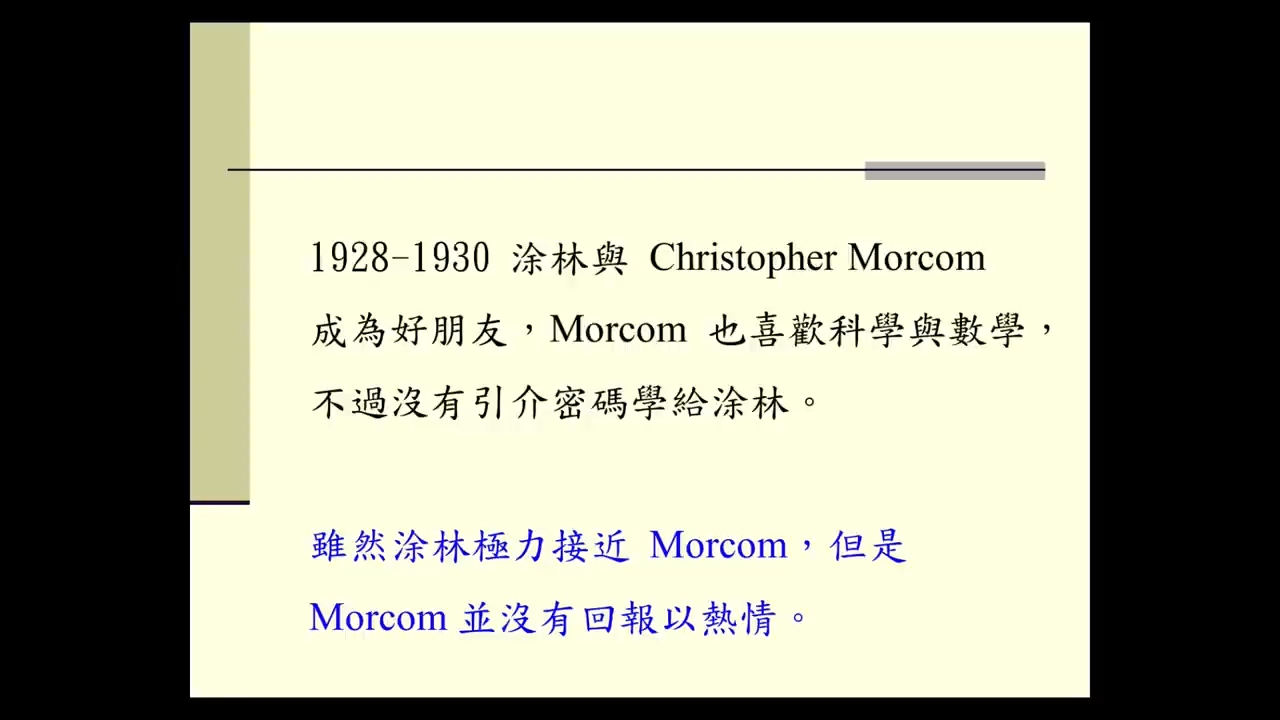 1928-1930 涂林與 Christopher Morcom
成為好朋友，Morcom 也喜歡科學與數學，
不過沒有引介密碼學給涂林。
雖然涂林極力接近 Morcom，但是
Morcom 並沒有回報以熱情。